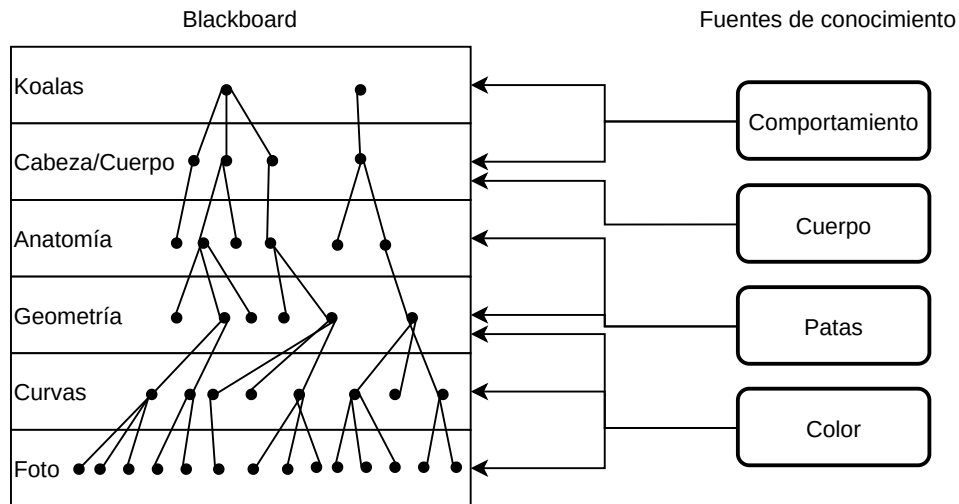 Blackboard
Fuentes de conocimiento
Koalas
Cabeza/Cuerpo
Anatomía
Geometría
Curvas
Foto
Comportamiento
Cuerpo
Patas
Color